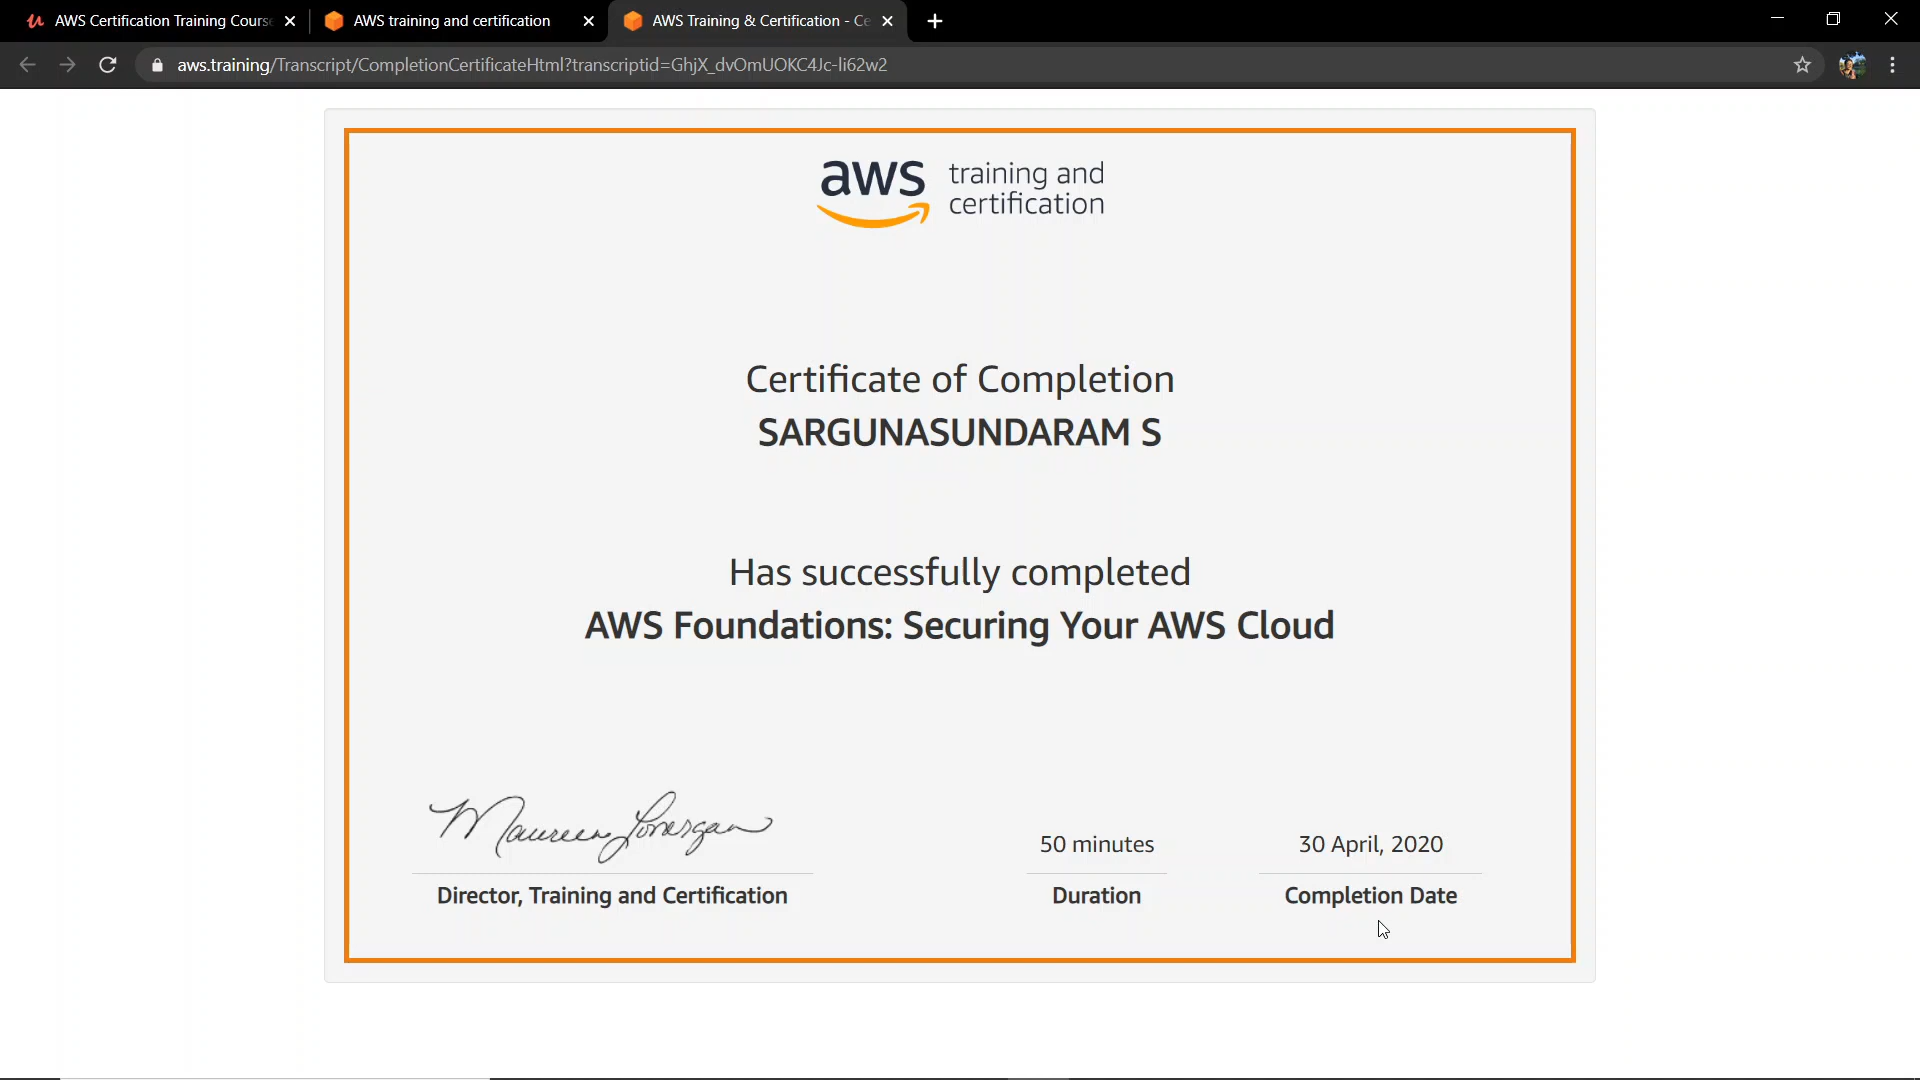 AWS Certification Training Cours
AWS training and certification
AWS Training & Certification - Ce
aws.training/Transcript/CompletionCertificateHtml?transcriptid=GhjX_dvOmUOKC4Jc-li62w2
aws training and
certification
Certificate of Completion
SARGUNASUNDARAM S
Has successfully completed
AWS Foundations: Securing Your AWS Cloud
Maureen Lonergan
50 minutes
30 April, 2020
Director, Training and Certification
Duration
Completion Date